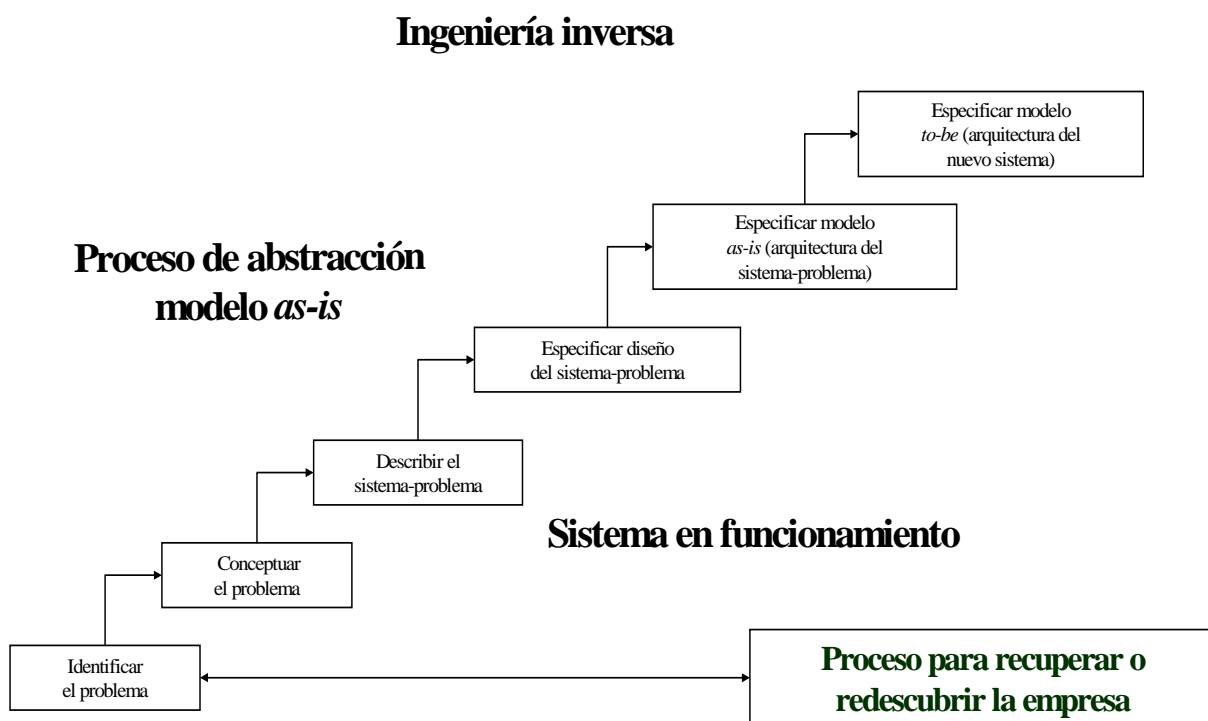 Ingeniería inversa
Especificar modelo
to-be (arquitectura del
nuevo sistema)
Especificar modelo
as-is (arquitectura del
sistema-problema)
Proceso de abstracción
modelo as-is
Especificar diseño
del sistema-problema
Describir el
sistema-problema
Sistema en funcionamiento
Conceptuar
el problema
Identificar
el problema
Proceso para recuperar o
redescubrir la empresa